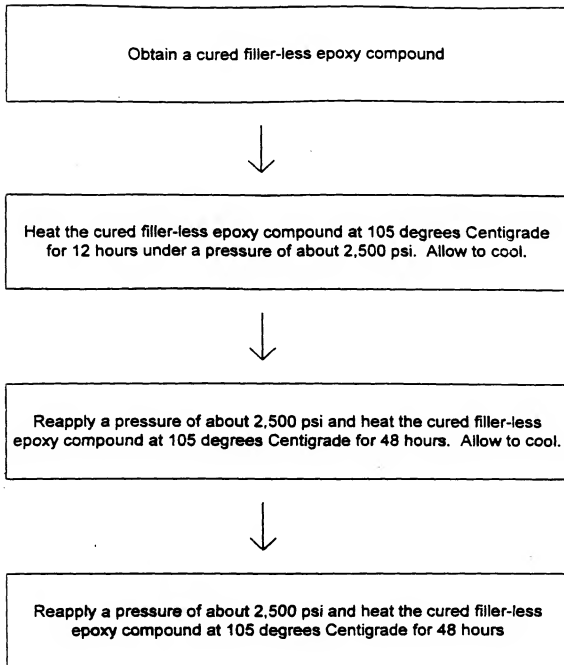 Obtain a cured filler-less epoxy compound
Heat the cured filler-less epoxy compound at 105 degrees Centigrade
for 12 hours under a pressure of about 2,500 psi. Allow to cool.
Reapply a pressure of about 2,500 psi and heat the cured filler-less
epoxy compound at 105 degrees Centigrade for 48 hours. Allow to cool.
Reapply a pressure of about 2,500 psi and heat the cured filler-less
epoxy compound at 105 degrees Centigrade for 48 hours